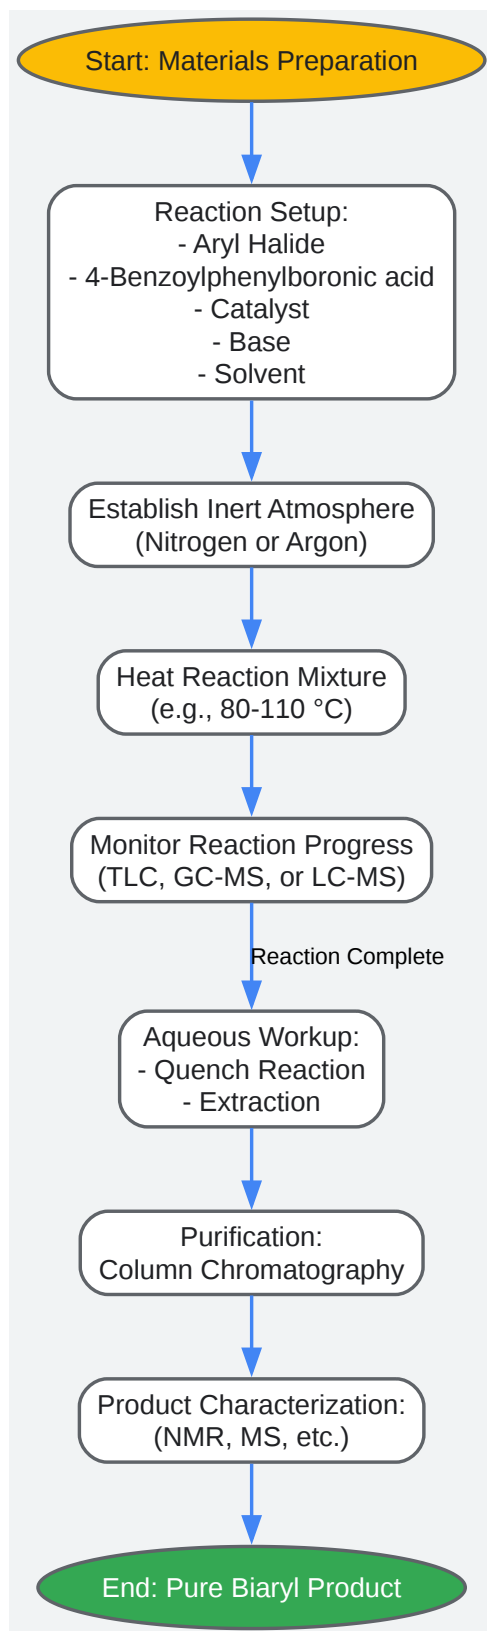 Start: Materials Preparation
Reaction Setup:
- Aryl Halide
- 4-Benzoylphenylboronic acid
- Catalyst
- Base
- Solvent
Establish Inert Atmosphere
(Nitrogen or Argon)
Heat Reaction Mixture
(e.g., 80-110 °C)
Monitor Reaction Progress
(TLC, GC-MS, or LC-MS)
Reaction Complete
Aqueous Workup:
- Quench Reaction
- Extraction
Purification:
Column Chromatography
Product Characterization:
(NMR, MS, etc.)
End: Pure Biaryl Product